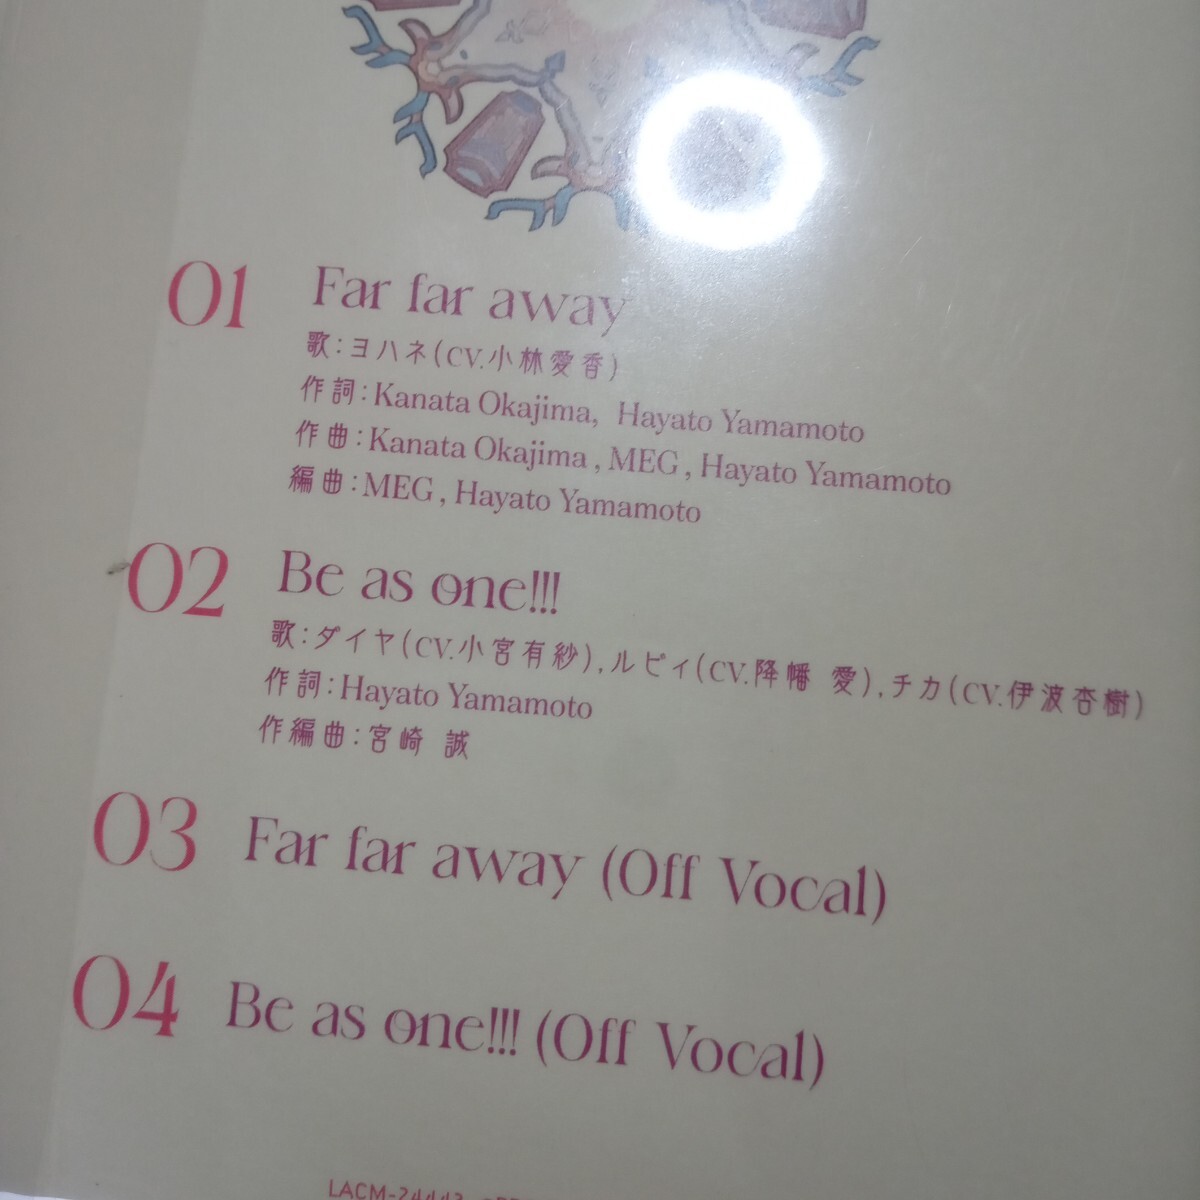 01 Far far away
歌:ヨハネ(CV.小林愛香)
作詞:Kanata Okajima, Hayato Yamamoto
作曲:Kanata Okajima , MEG , Hayato Yamamoto
編曲:MEG , Hayato Yamamoto
02 Be as one!!!
歌:ダイヤ(CV.小宮有紗),ルビィ(CV.降幡 愛),チカ(CV.伊波杏樹)
作詞:Hayato Yamamoto
作編曲:宮崎 誠
03 Far far away (Off Vocal)
04 Be as one!!! (Off Vocal)